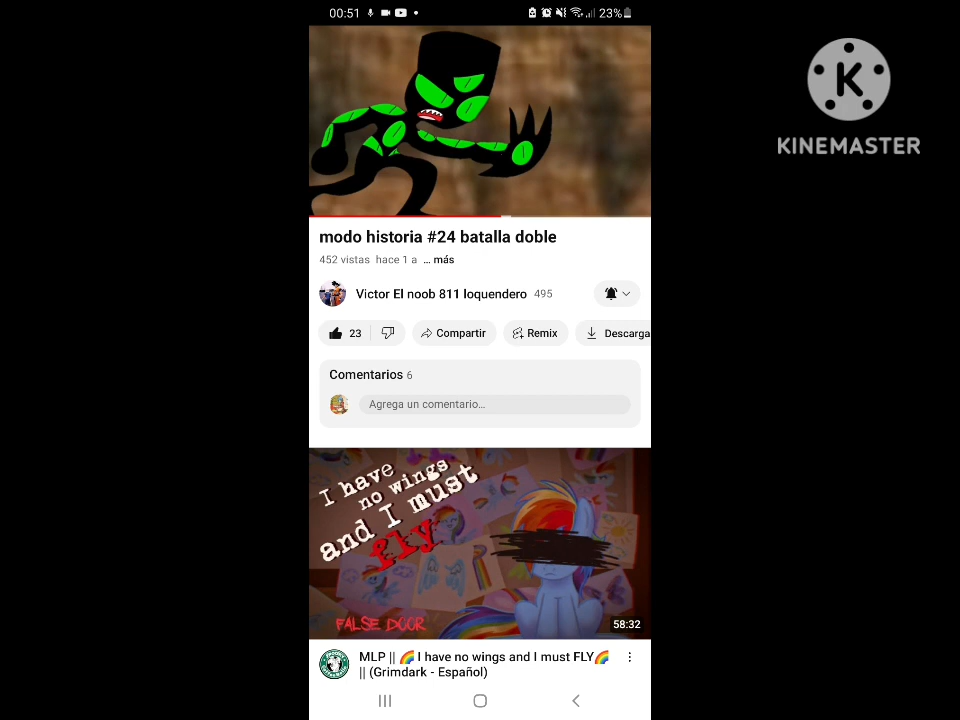 00:51
23%
K
KINEMASTER
modo historia #24 batalla doble
452 vistas hace 1 a ... más
Victor El noob 811 loquendero 495
23
Compartir
Remix
Descarga
Comentarios 6
Agrega un comentario...
I have
no wings
and I must
fly
FALSE DOOR
58:32
MLP || 🌈I have no wings and I must FLY🌈
|| (Grimdark - Español)